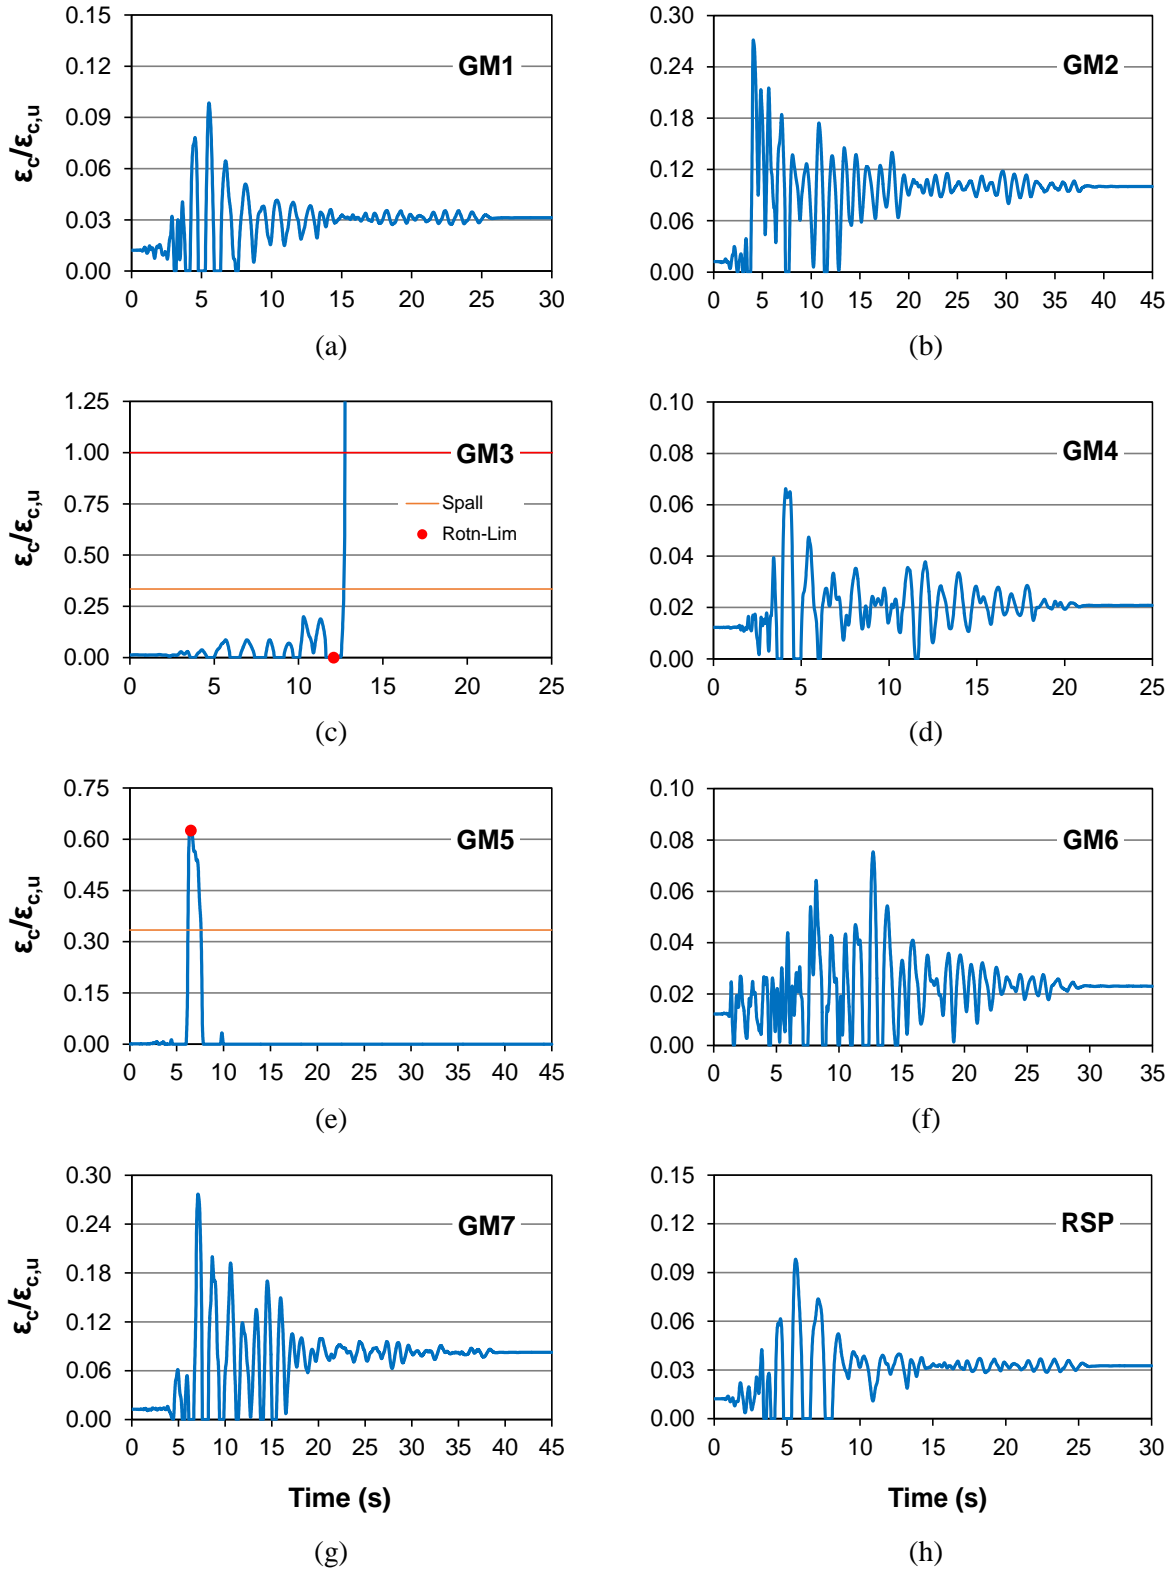 0.15
0.12
0.09
0.06
0.03
0.00
εc/εc,u
GM1
0 5 10 15 20 25 30
(a)
0.30
0.24
0.18
0.12
0.06
0.00
GM2
0 5 10 15 20 25 30 35 40 45
(b)
1.25
1.00
0.75
0.50
0.25
0.00
εc/εc,u
GM3
Spall
Rotn-Lim
0 5 10 15 20 25
(c)
0.10
0.08
0.06
0.04
0.02
0.00
GM4
0 5 10 15 20 25
(d)
0.75
0.60
0.45
0.30
0.15
0.00
εc/εc,u
GM5
0 5 10 15 20 25 30 35 40 45
(e)
0.10
0.08
0.06
0.04
0.02
0.00
GM6
0 5 10 15 20 25 30 35
(f)
0.30
0.24
0.18
0.12
0.06
0.00
εc/εc,u
GM7
0 5 10 15 20 25 30 35 40 45
Time (s)
(g)
0.15
0.12
0.09
0.06
0.03
0.00
RSP
0 5 10 15 20 25 30
Time (s)
(h)